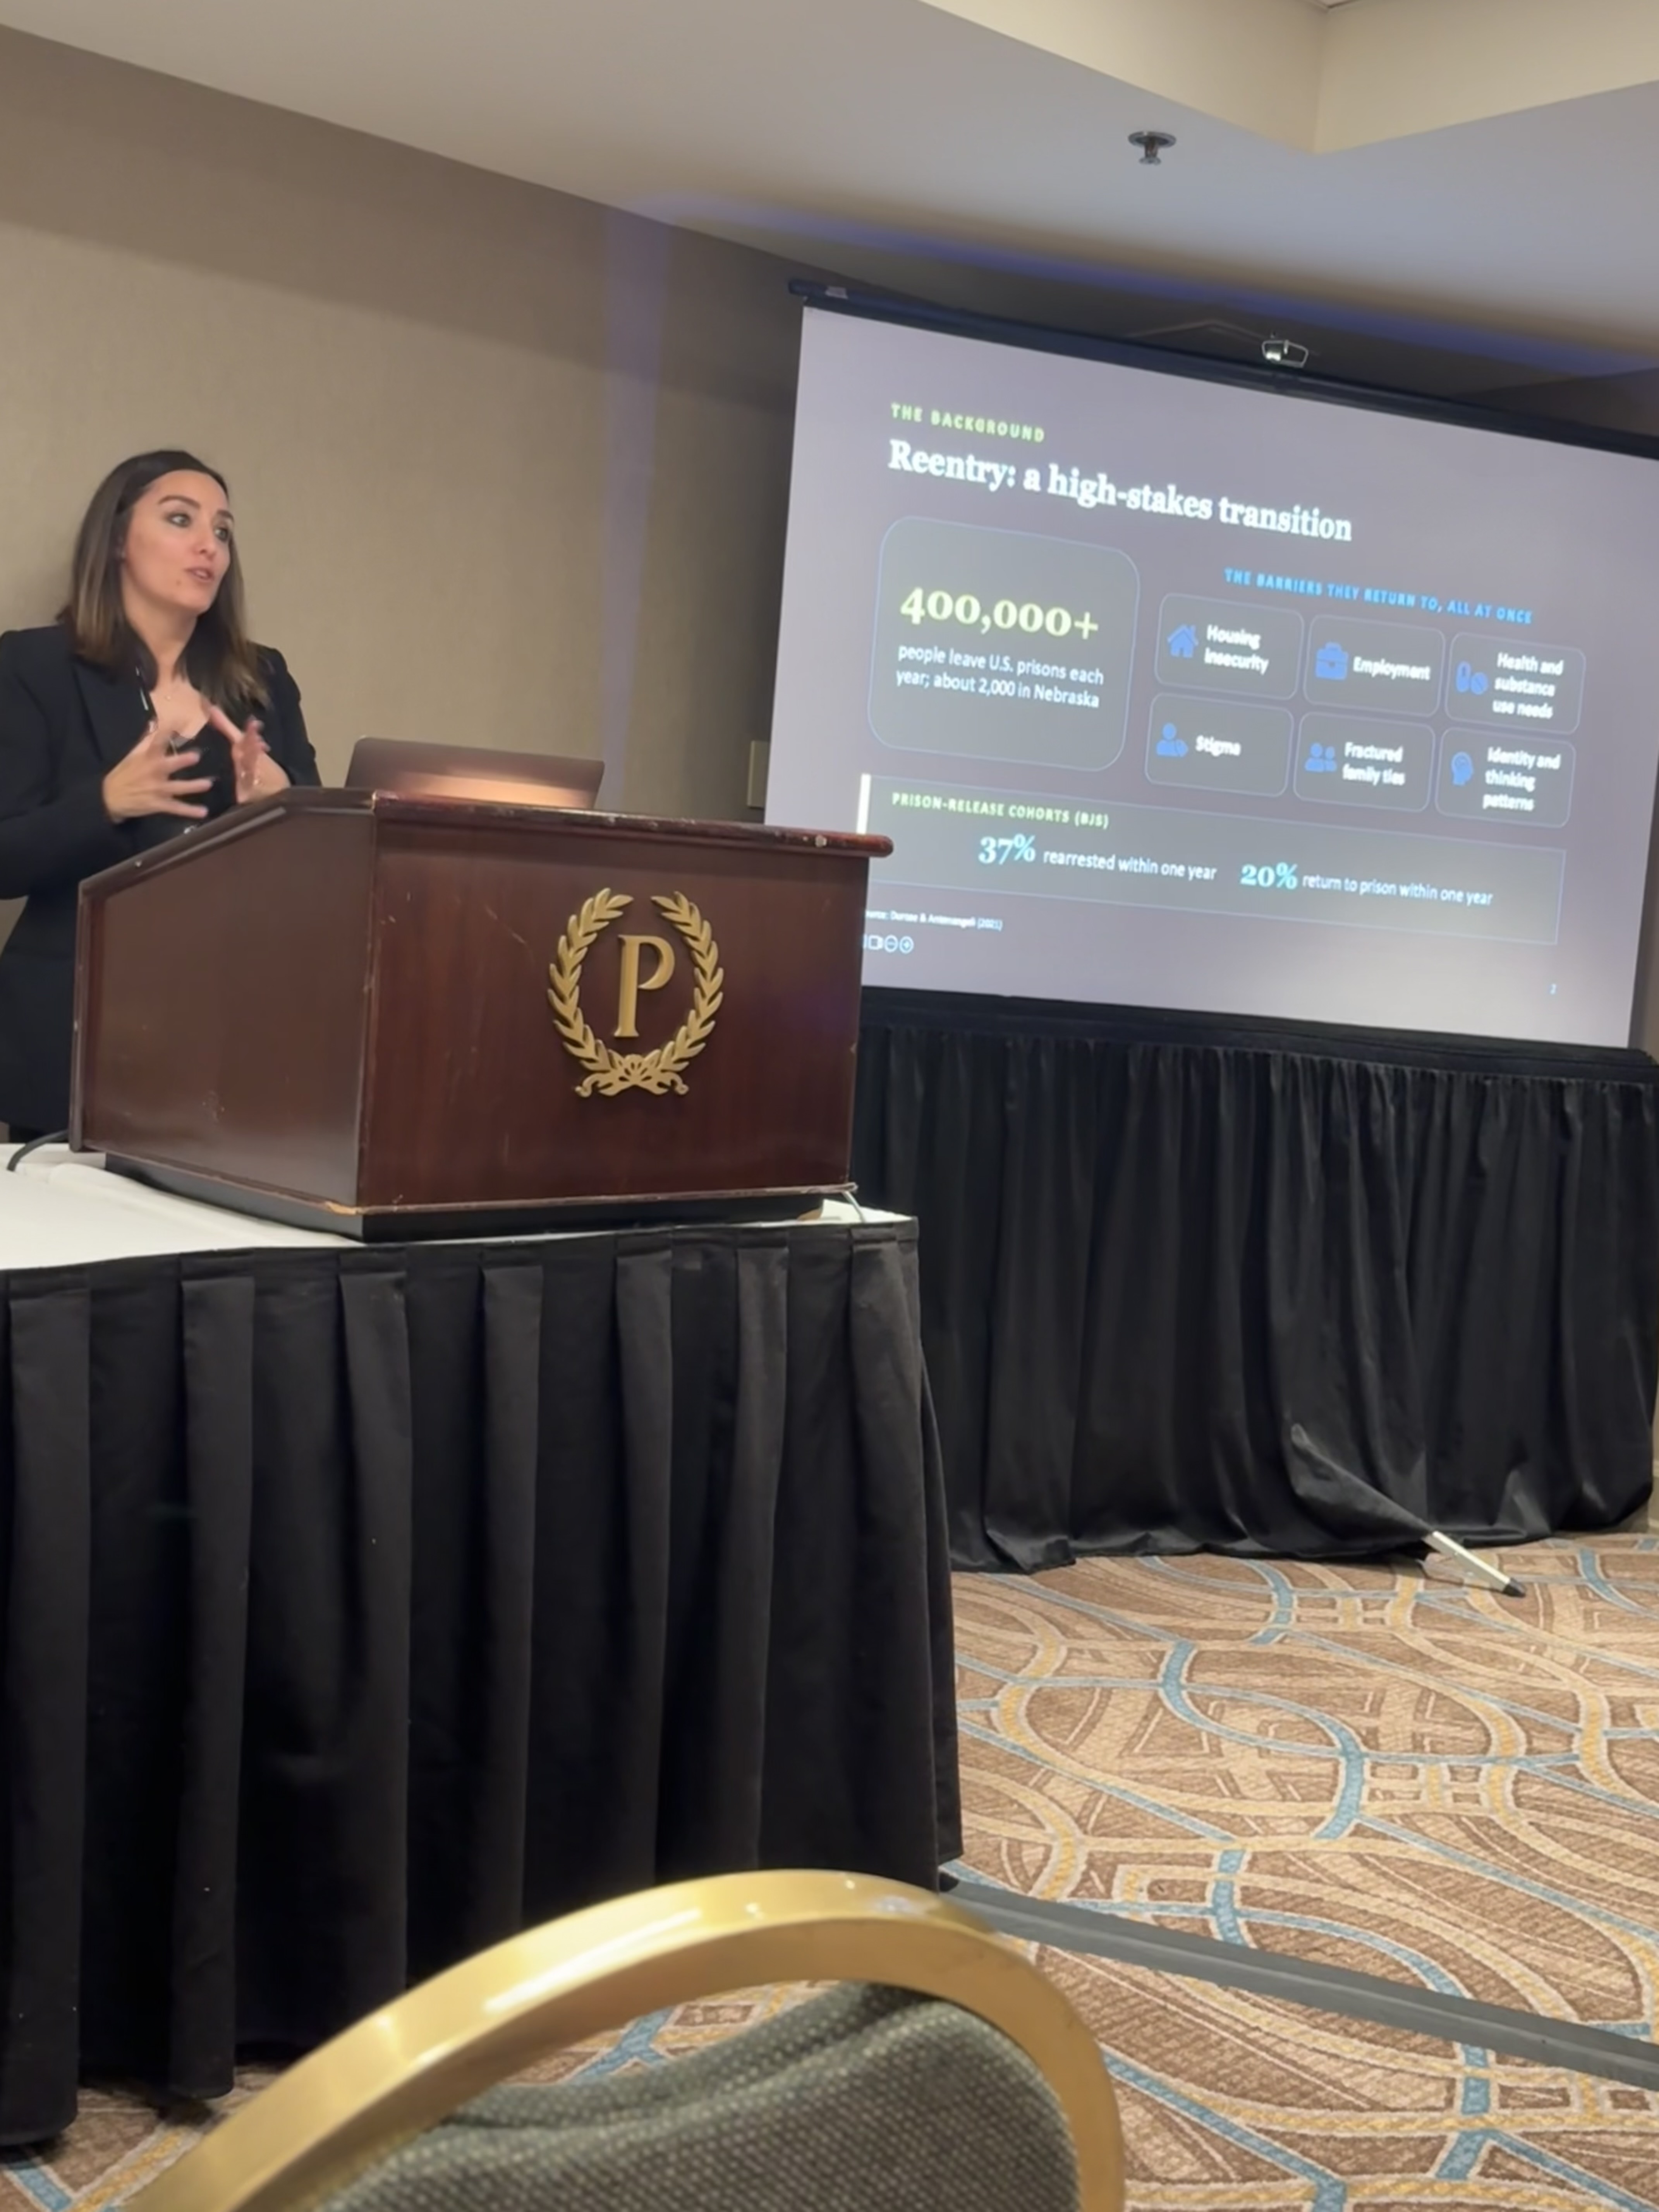 THE BACKGROUND
Reentry: a high-stakes transition
400,000+
people leave U.S. prisons each
year; about 2,000 in Nebraska
THE BARRIERS THEY RETURN TO, ALL AT ONCE
Housing
insecurity
Employment
Health and
substance
use needs
Stigma
Fractured
family ties
Identity and
thinking
patterns
PRISON-RELEASE COHORTS (BJS)
37% rearrested within one year
20% return to prison within one year
(2021)
2
P